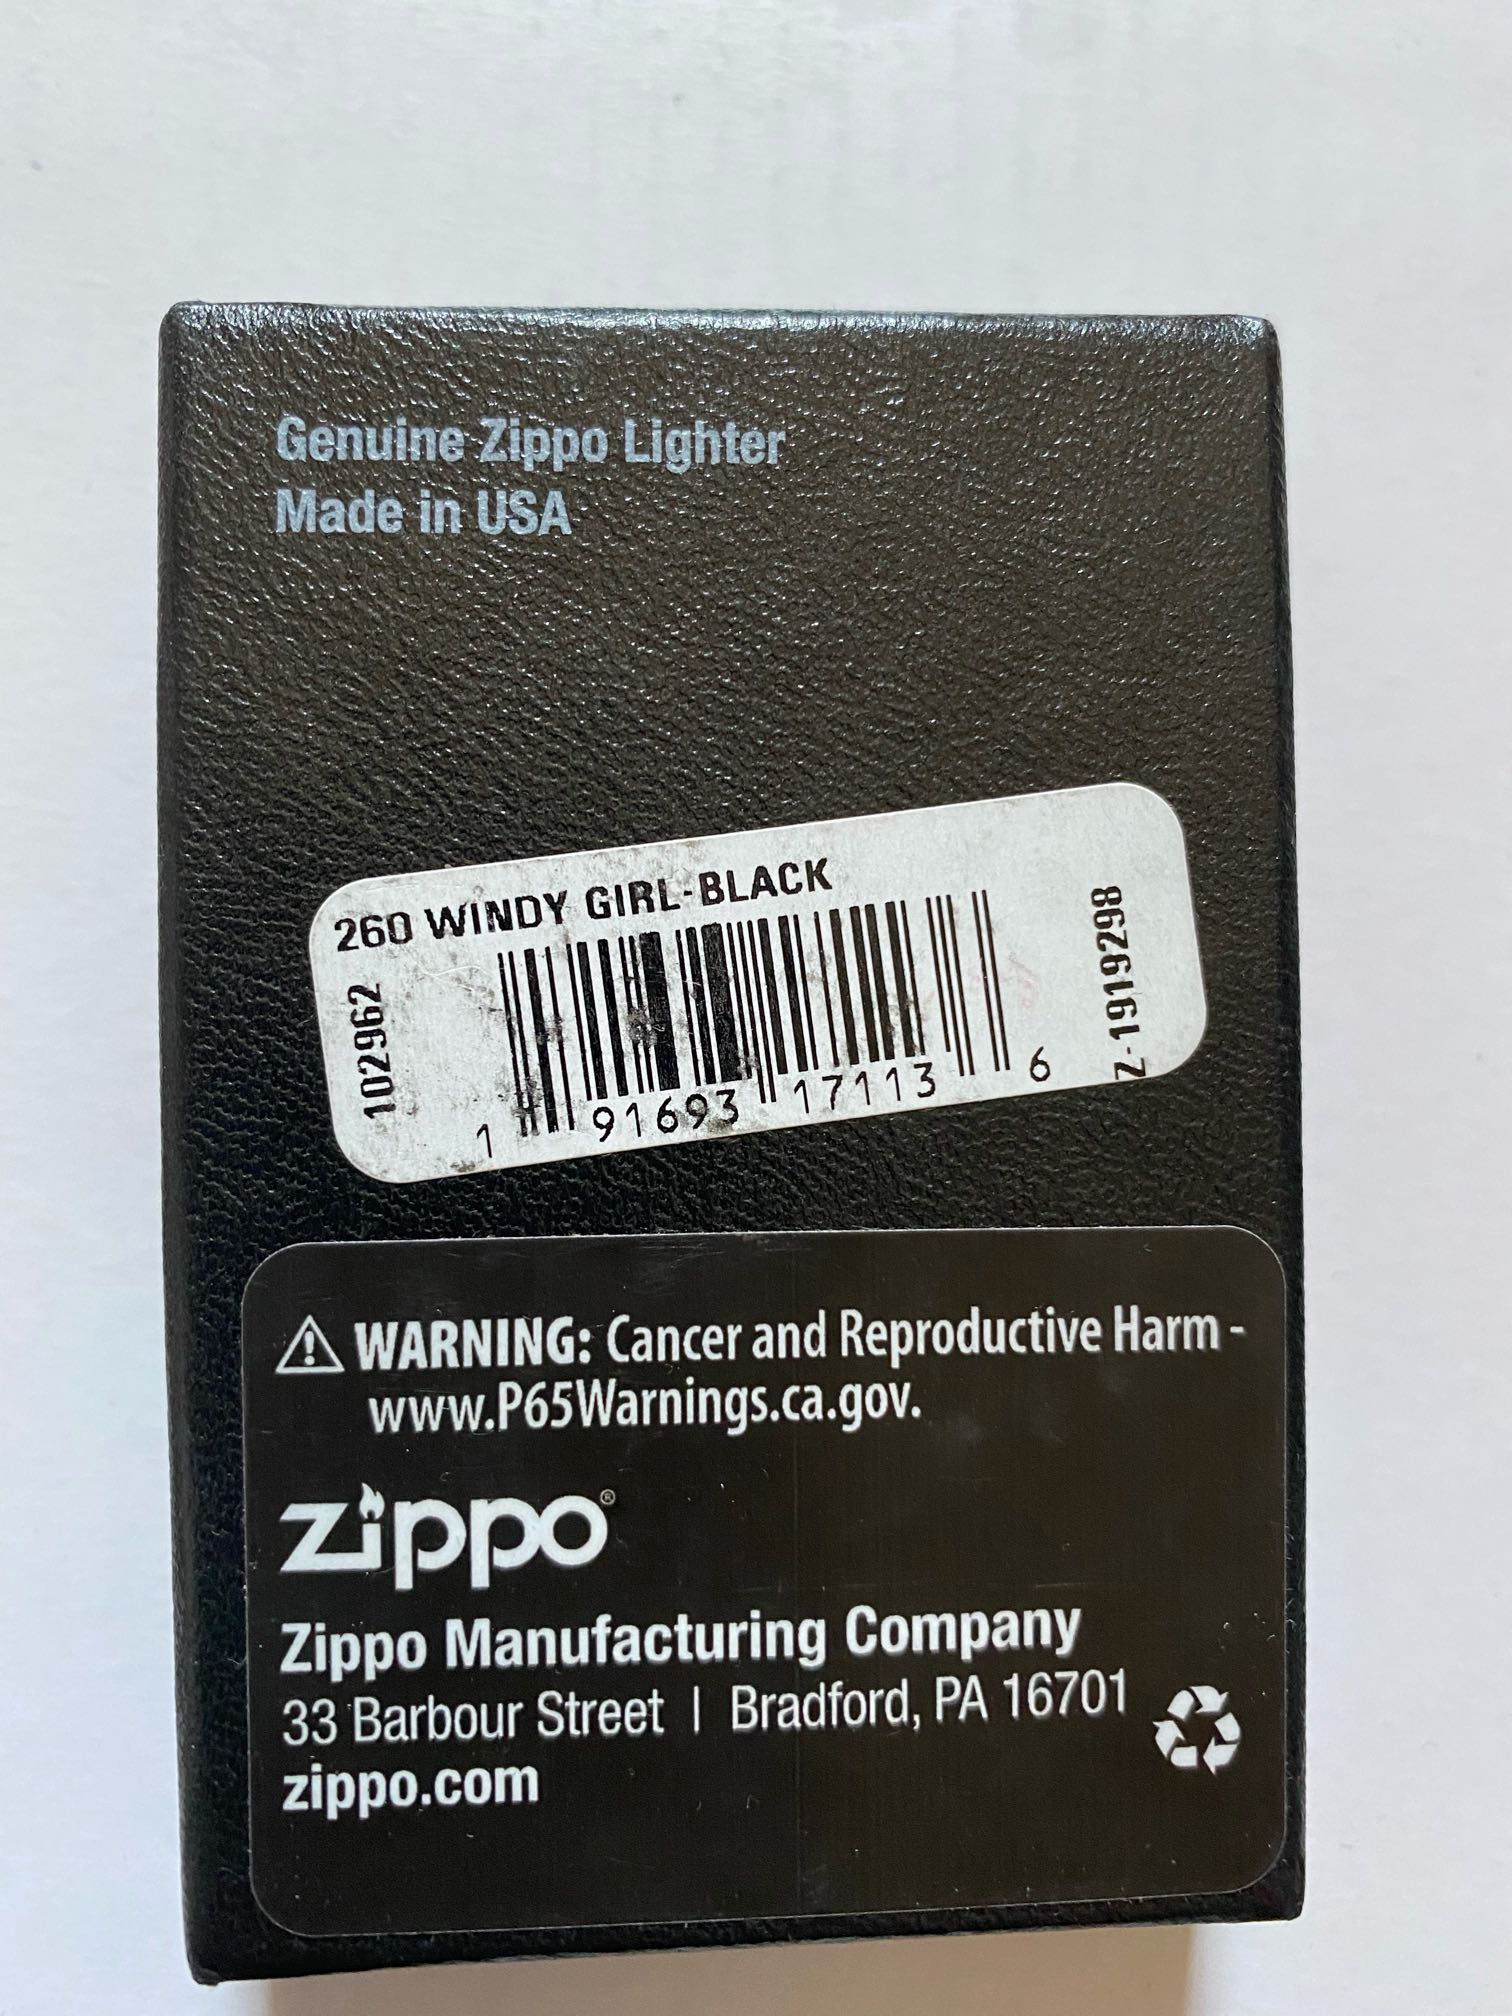 Genuine Zippo Lighter
Made in USA
260 WINDY GIRL-BLACK
102962
1 91693 17113 6
Z-1919298
⚠ WARNING: Cancer and Reproductive Harm -
www.P65Warnings.ca.gov.
zippo®
Zippo Manufacturing Company
33 Barbour Street | Bradford, PA 16701
zippo.com